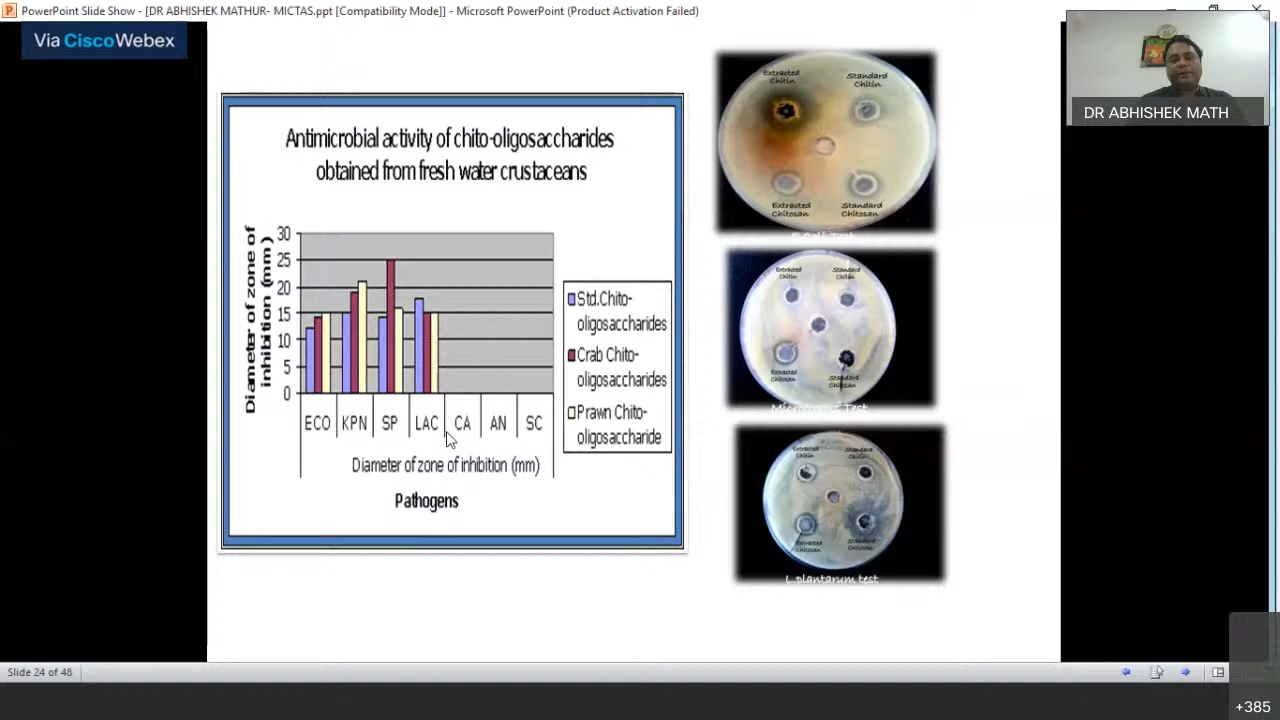 PowerPoint Slide Show - [DR ABHISHEK MATHUR- MICTAS.ppt [Compatibility Mode]] - Microsoft PowerPoint (Product Activation Failed)
Via CiscoWebex
DR ABHISHEK MATH
Antimicrobial activity of chito-oligosaccharides
obtained from fresh water crustaceans
Diameter of zone of
inhibition (mm)
30
25
20
15
10
5
0
ECO KPN SP LAC CA AN SC
Diameter of zone of inhibition (mm)
Pathogens
Std.Chito-
oligosaccharides
Crab Chito-
oligosaccharides
Prawn Chito-
oligosaccharide
Extracted
Chitin
Standard
Chitin
Extracted
Chitosan
Standard
Chitosan
Extracted
Chitin
Standard
Chitin
Extracted
Chitosan
Standard
Chitosan
Extracted
Chitin
Standard
Chitin
Extracted
Chitosan
Standard
Chitosan
L.plantarum test
Slide 24 of 48
+385